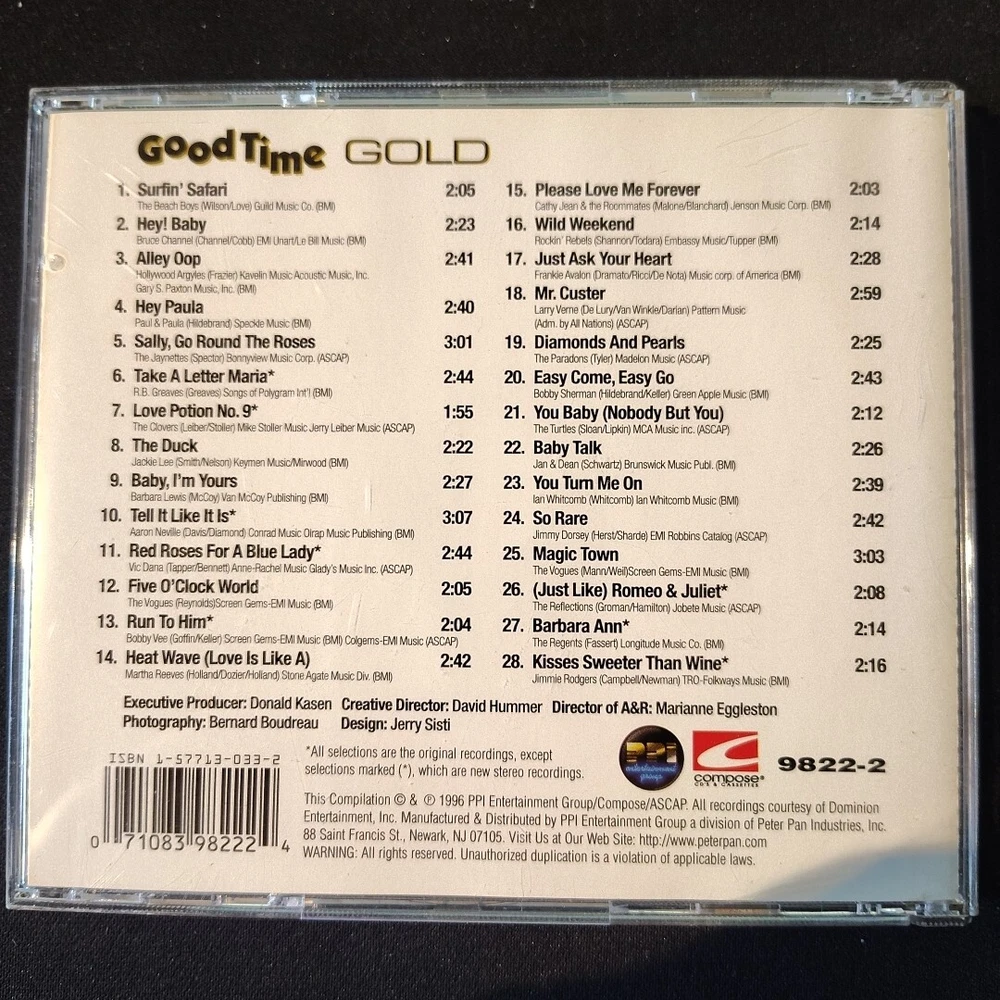 Good Time GOLD
1. Surfin' Safari 2:05
The Beach Boys (Wilson/Love) Guild Music Co. (BMI)
2. Hey! Baby 2:23
Bruce Channel (Channel/Cobb) EMI Unart/Le Bill Music (BMI)
3. Alley Oop 2:41
Hollywood Argyles (Frazier) Kavelin Music Acoustic Music, Inc.
Gary S. Paxton Music, Inc. (BMI)
4. Hey Paula 2:40
Paul & Paula (Hildebrand) Speckle Music (BMI)
5. Sally, Go Round The Roses 3:01
The Jaynettes (Spector) Bonnyview Music Corp. (ASCAP)
6. Take A Letter Maria* 2:44
R.B. Greaves (Greaves) Songs of Polygram Int'l (BMI)
7. Love Potion No. 9* 1:55
The Clovers (Leiber/Stoller) Mike Stoller Music Jerry Leiber Music (ASCAP)
8. The Duck 2:22
Jackie Lee (Smith/Nelson) Keymen Music/Mirwood (BMI)
9. Baby, I'm Yours 2:27
Barbara Lewis (McCoy) Van McCoy Publishing (BMI)
10. Tell It Like It Is* 3:07
Aaron Neville (Davis/Diamond) Conrad Music Olrap Music Publishing (BMI)
11. Red Roses For A Blue Lady* 2:44
Vic Dana (Tapper/Bennett) Anne-Rachel Music Glady's Music Inc. (ASCAP)
12. Five O'Clock World 2:05
The Vogues (Reynolds)Screen Gems-EMI Music (BMI)
13. Run To Him* 2:04
Bobby Vee (Goffin/Keller) Screen Gems-EMI Music (BMI) Colgems-EMI Music (ASCAP)
14. Heat Wave (Love Is Like A) 2:42
Martha Reeves (Holland/Dozier/Holland) Stone Agate Music Div. (BMI)
15. Please Love Me Forever 2:03
Cathy Jean & the Roommates (Malone/Blanchard) Jenson Music Corp. (BMI)
16. Wild Weekend 2:14
Rockin' Rebels (Shannon/Todara) Embassy Music/Tupper (BMI)
17. Just Ask Your Heart 2:28
Frankie Avalon (Dramato/Ricci/De Nota) Music corp. of America (BMI)
18. Mr. Custer 2:59
Larry Verne (De Lury/Van Winkle/Darian) Pattern Music
(Adm. by All Nations) (ASCAP)
19. Diamonds And Pearls 2:25
The Paradons (Tyler) Madelon Music (ASCAP)
20. Easy Come, Easy Go 2:43
Bobby Sherman (Hildebrand/Keller) Green Apple Music (BMI)
21. You Baby (Nobody But You) 2:12
The Turtles (Sloan/Lipkin) MCA Music inc. (ASCAP)
22. Baby Talk 2:26
Jan & Dean (Schwartz) Brunswick Music Publ. (BMI)
23. You Turn Me On 2:39
Ian Whitcomb (Whitcomb) Ian Whitcomb Music (BMI)
24. So Rare 2:42
Jimmy Dorsey (Herst/Sharde) EMI Robbins Catalog (ASCAP)
25. Magic Town 3:03
The Vogues (Mann/Weil)Screen Gems-EMI Music (BMI)
26. (Just Like) Romeo & Juliet* 2:08
The Reflections (Groman/Hamilton) Jobete Music (ASCAP)
27. Barbara Ann* 2:14
The Regents (Fassert) Longitude Music Co. (BMI)
28. Kisses Sweeter Than Wine* 2:16
Jimmie Rodgers (Campbell/Newman) TRO-Folkways Music (BMI)
Executive Producer: Donald Kasen Creative Director: David Hummer Director of A&R: Marianne Eggleston
Photography: Bernard Boudreau Design: Jerry Sisti
ISBN 1-57713-033-2
0 71083 98222 4
*All selections are the original recordings, except
selections marked (*), which are new stereo recordings.
PPI
entertainment
group
compose®
CD'S & CASSETTES
9822-2
This Compilation © & ℗ 1996 PPI Entertainment Group/Compose/ASCAP. All recordings courtesy of Dominion
Entertainment, Inc. Manufactured & Distributed by PPI Entertainment Group a division of Peter Pan Industries, Inc.
88 Saint Francis St., Newark, NJ 07105. Visit Us at Our Web Site: http://www.peterpan.com
WARNING: All rights reserved. Unauthorized duplication is a violation of applicable laws.